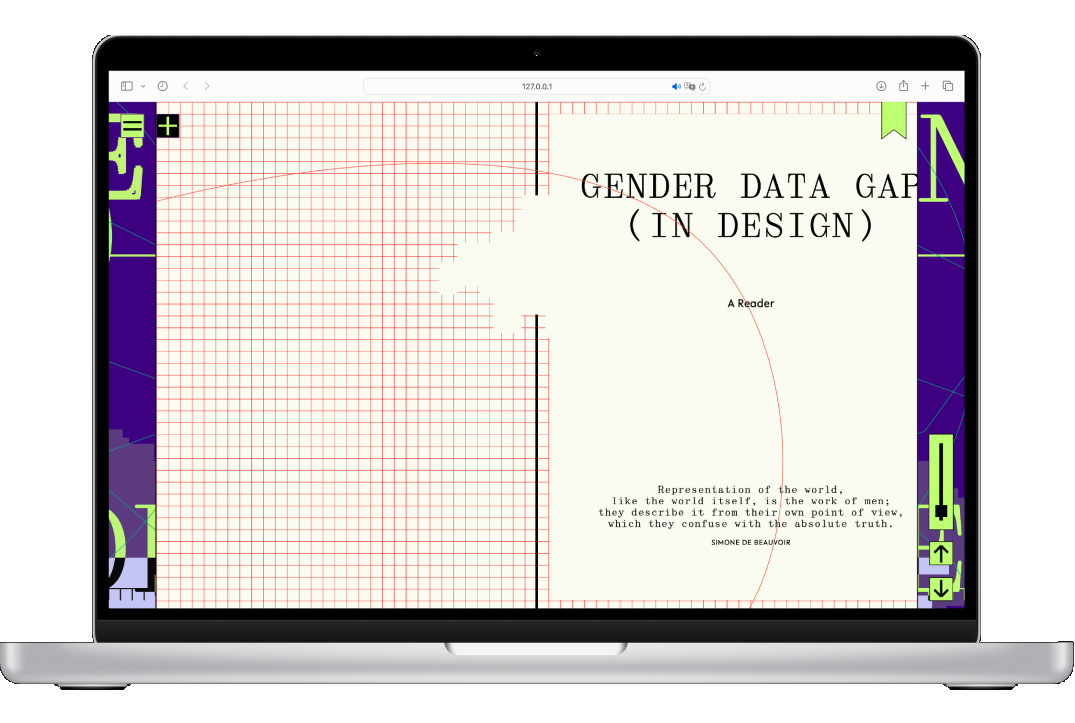 127.0.0.1
GENDER DATA GAP
(IN DESIGN)
A Reader
Representation of the world,
like the world itself, is the work of men;
they describe it from their own point of view,
which they confuse with the absolute truth.
SIMONE DE BEAUVOIR
N